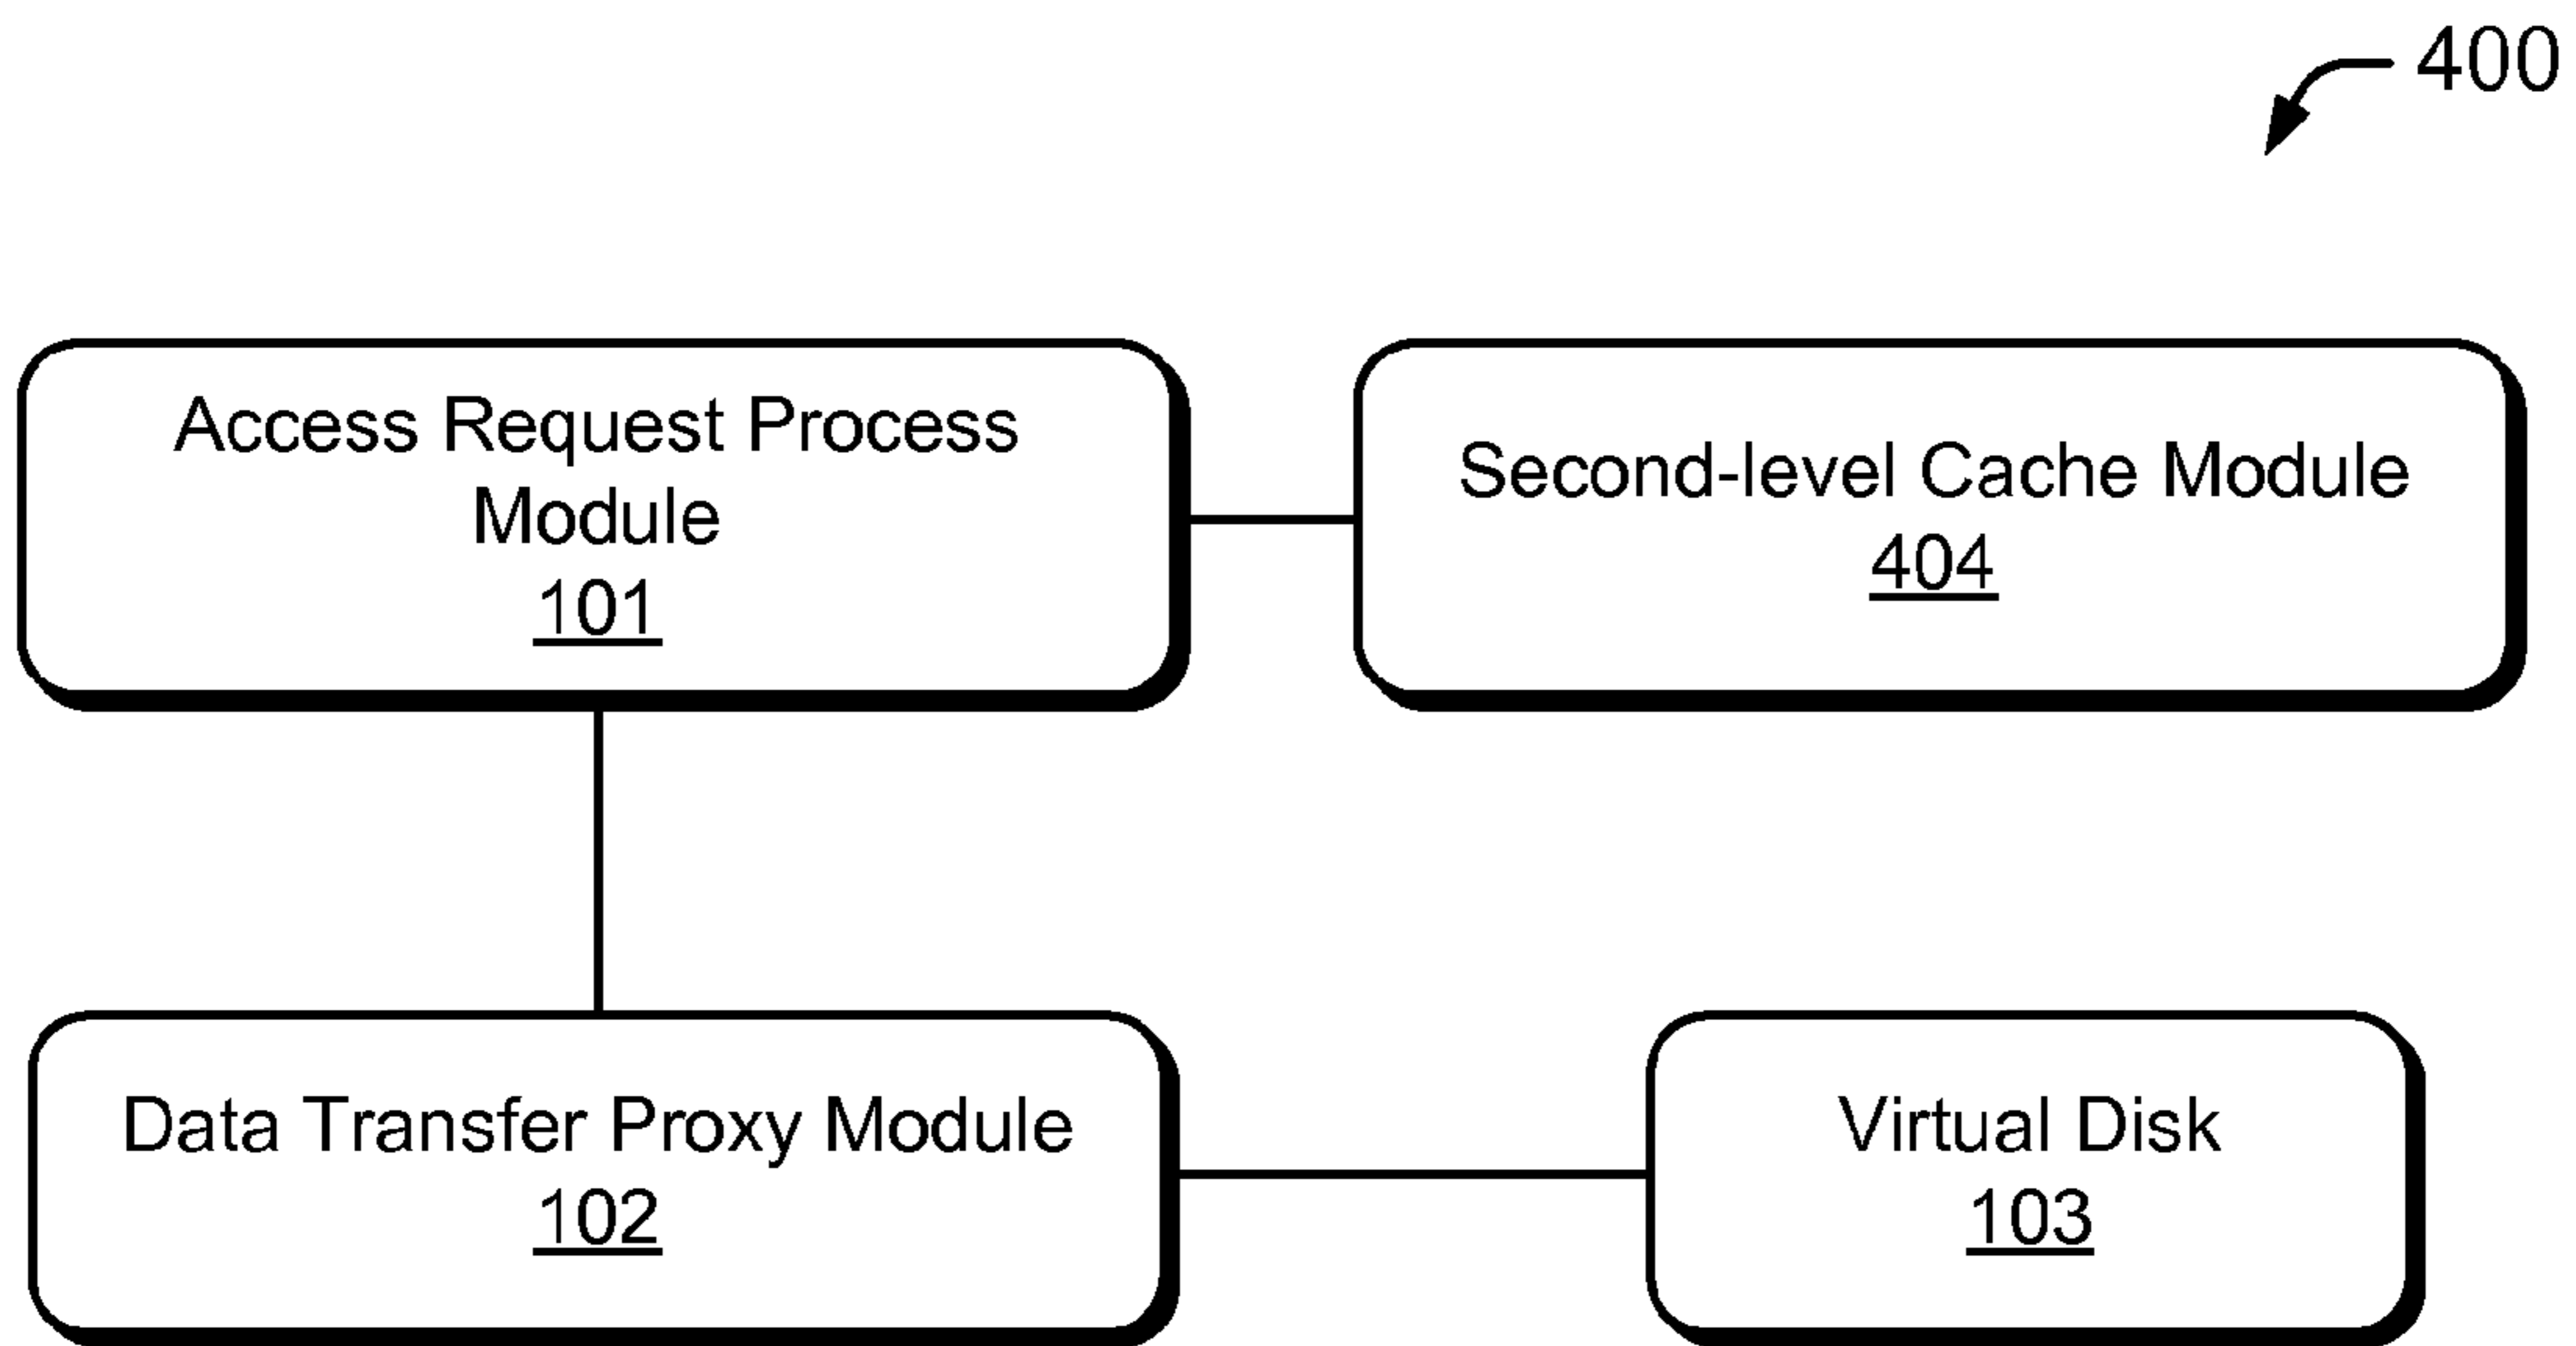 400
Access Request Process
Module
101
Second-level Cache Module
404
Data Transfer Proxy Module
102
Virtual Disk
103